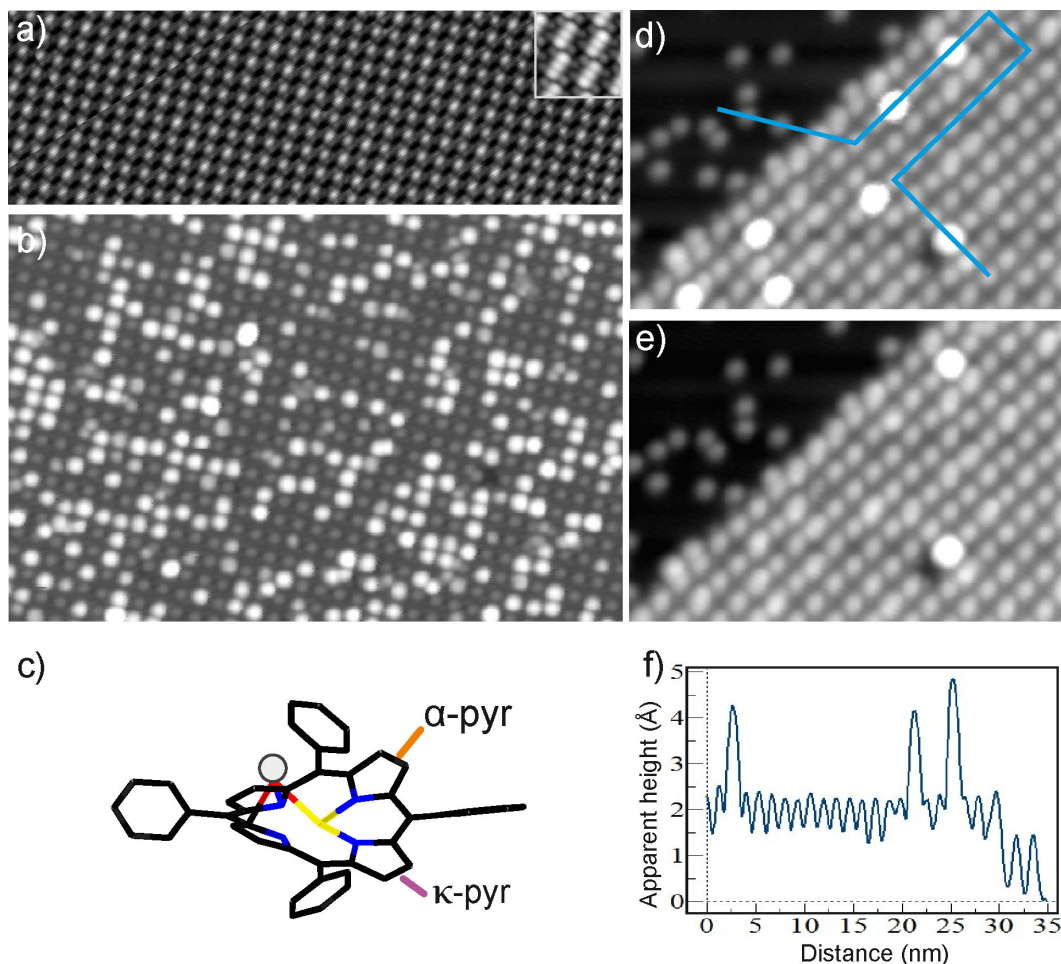 a)
d)
b)
e)
c)
α-pyr
κ-pyr
f)
5
4
3
2
1
0
Apparent height (Å)
0 5 10 15 20 25 30 35
Distance (nm)